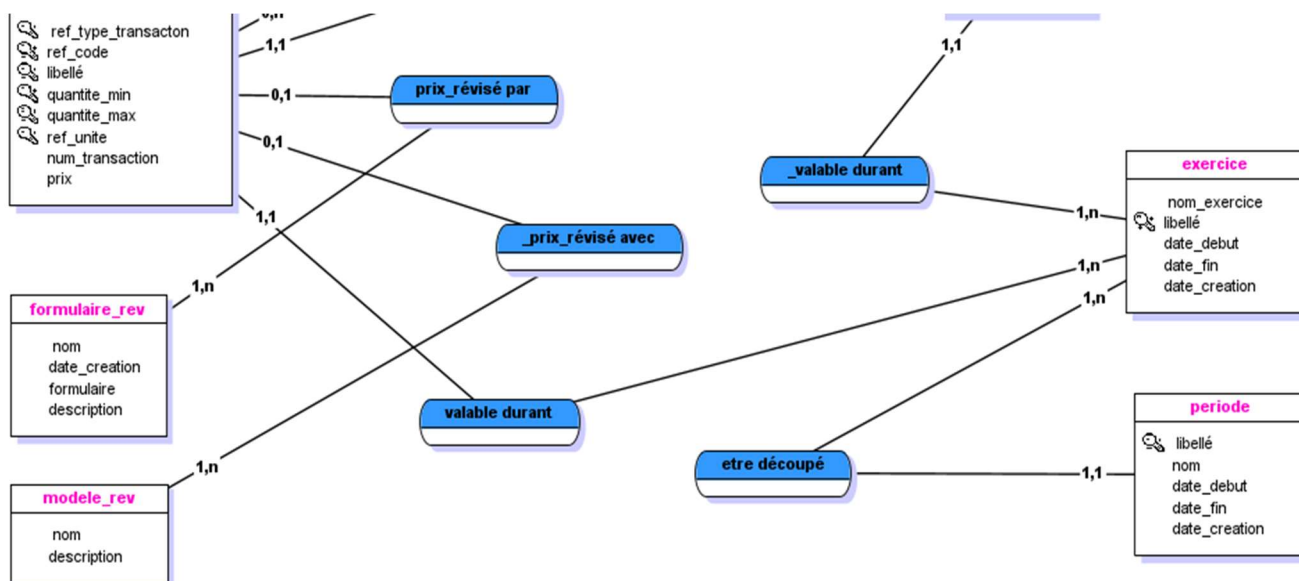 0,n
ref_type_transacton
1,1
ref_code
libellé
quantite_min
0,1
prix_révisé par
quantite_max
ref_unite
0,1
num_transaction
prix
1,1
1,1
_valable durant
exercice
1,n
nom_exercice
libellé
date_debut
date_fin
date_creation
_prix_révisé avec
1,n
1,n
1,n
formulaire_rev
nom
date_creation
formulaire
description
valable durant
periode
libellé
nom
date_debut
date_fin
date_creation
etre découpé
1,1
1,n
modele_rev
nom
description